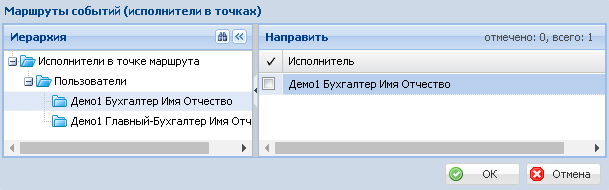 Маршруты событий (исполнители в точках)
Иерархия
Направить
отмечено: 0, всего: 1
Исполнители в точке маршрута
Исполнитель
Пользователи
Демо1 Бухгалтер Имя Отчество
Демо1 Бухгалтер Имя Отчество
Демо1 Главный-Бухгалтер Имя Отч
OK
Отмена